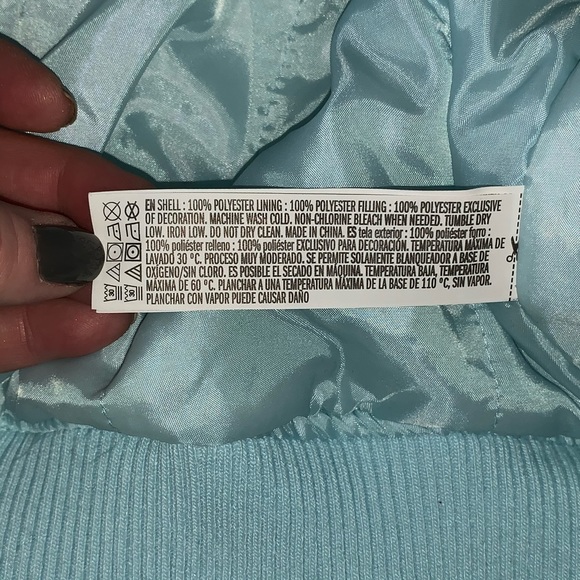 EN SHELL : 100% POLYESTER LINING : 100% POLYESTER FILLING : 100% POLYESTER EXCLUSIVE
OF DECORATION. MACHINE WASH COLD. NON-CHLORINE BLEACH WHEN NEEDED. TUMBLE DRY
LOW. IRON LOW. DO NOT DRY CLEAN. MADE IN CHINA. ES tela exterior : 100% poliéster forro :
100% poliéster relleno : 100% poliéster EXCLUSIVO PARA DECORACIÓN. TEMPERATURA MÁXIMA DE
LAVADO 30 ºC. PROCESO MUY MODERADO. SE PERMITE SOLAMENTE BLANQUEADOR A BASE DE
OXÍGENO/SIN CLORO. ES POSIBLE EL SECADO EN MÁQUINA. TEMPERATURA BAJA, TEMPERATURA
MÁXIMA DE 60 ºC. PLANCHAR A UNA TEMPERATURA MÁXIMA DE LA BASE DE 110 ºC, SIN VAPOR.
PLANCHAR CON VAPOR PUEDE CAUSAR DAÑO